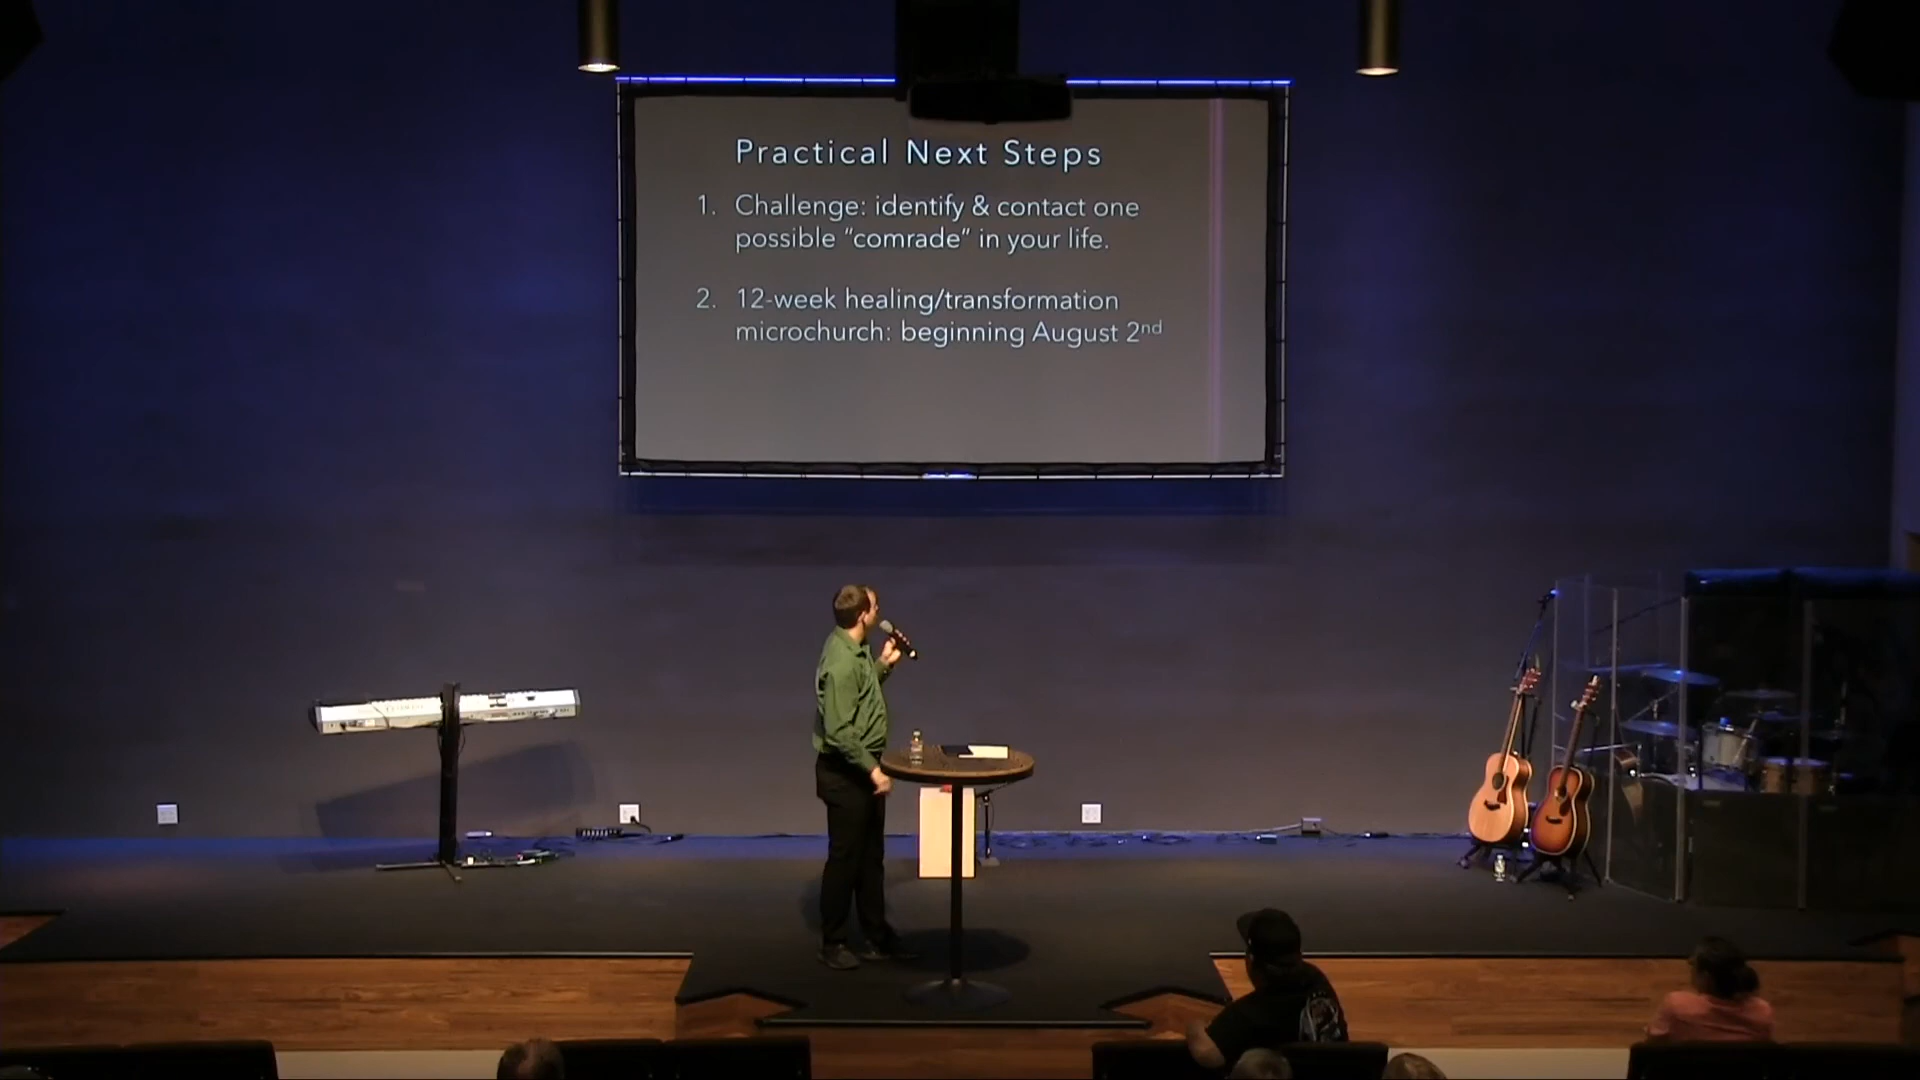 Practical Next Steps
1. Challenge: identify & contact one
possible “comrade” in your life.
2. 12-week healing/transformation
microchurch: beginning August 2nd